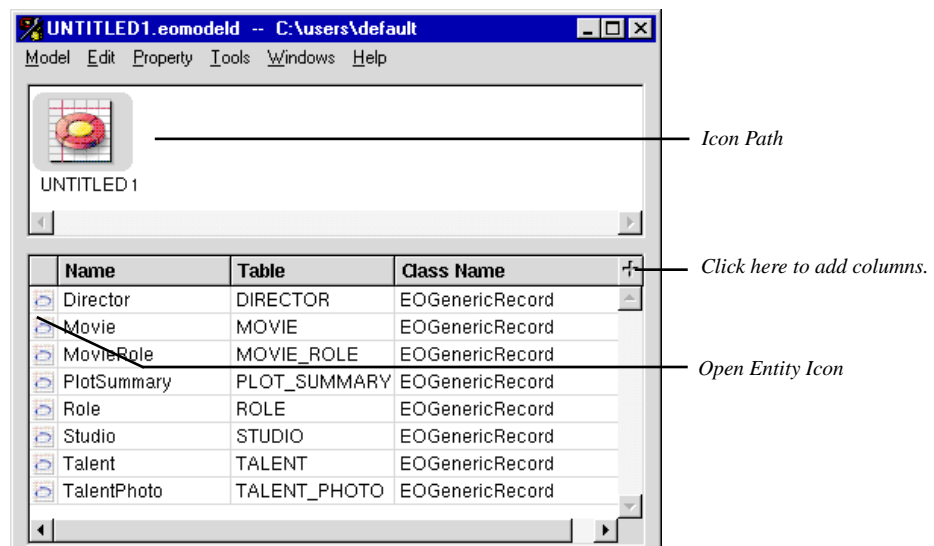 UNTITLED1.eomodeld -- C:\users\default
Model Edit Property Tools Windows Help
Icon Path
UNTITLED1
Name Table Class Name
Click here to add columns.
Director DIRECTOR EOGenericRecord
Movie MOVIE EOGenericRecord
MovieRole MOVIE_ROLE EOGenericRecord
Open Entity Icon
PlotSummary PLOT_SUMMARY EOGenericRecord
Role ROLE EOGenericRecord
Studio STUDIO EOGenericRecord
Talent TALENT EOGenericRecord
TalentPhoto TALENT_PHOTO EOGenericRecord